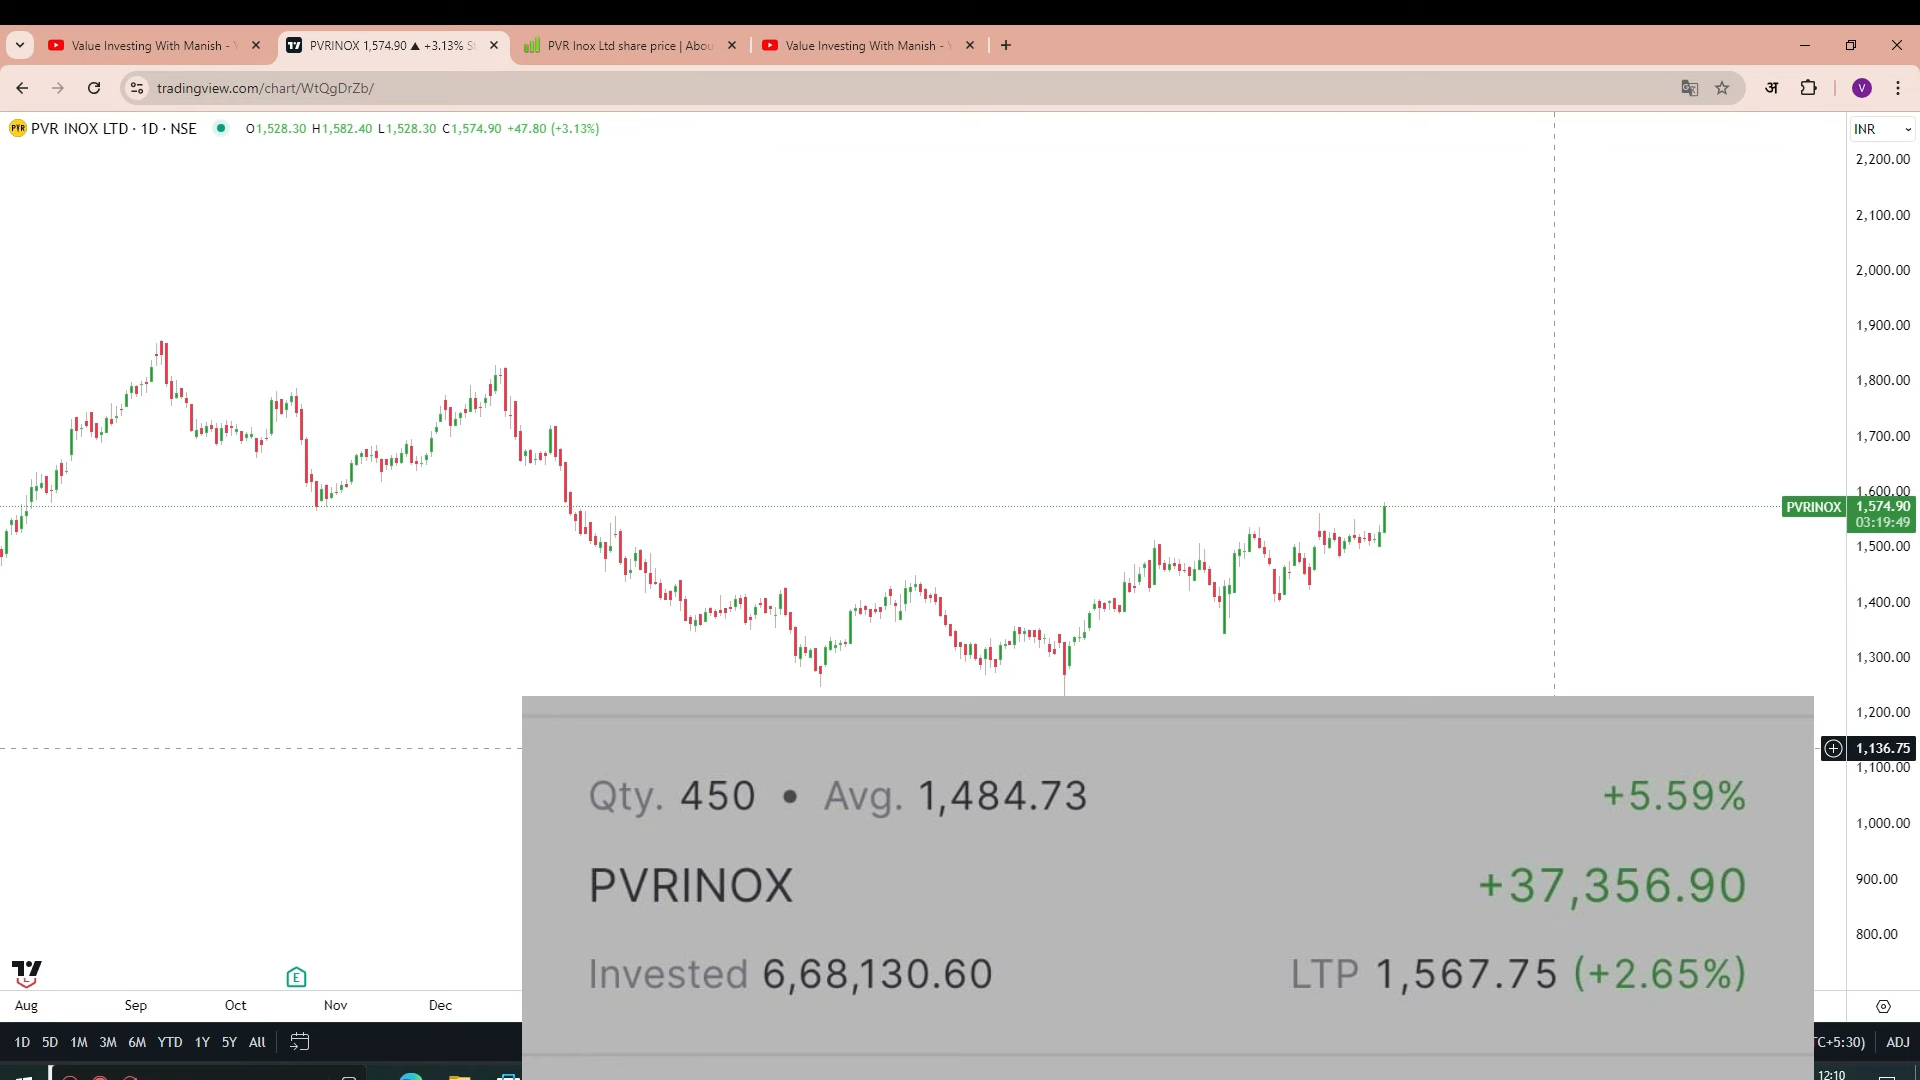 Value Investing With Manish -
PVRINOX 1,574.90 ▲ +3.13%
PVR Inox Ltd share price | Abou
Value Investing With Manish -
tradingview.com/chart/WtQgDrZb/
अ
V
PVR INOX LTD · 1D · NSE O1,528.30 H1,582.40 L1,528.30 C1,574.90 +47.80 (+3.13%)
INR
2,200.00
2,100.00
2,000.00
1,900.00
1,800.00
1,700.00
1,600.00
PVRINOX 1,574.90
03:19:49
1,500.00
1,400.00
1,300.00
1,200.00
1,136.75
1,100.00
1,000.00
900.00
800.00
Qty. 450 • Avg. 1,484.73 +5.59%
PVRINOX +37,356.90
Invested 6,68,130.60 LTP 1,567.75 (+2.65%)
E
Aug Sep Oct Nov Dec
1D 5D 1M 3M 6M YTD 1Y 5Y All
C+5:30) ADJ
12:10